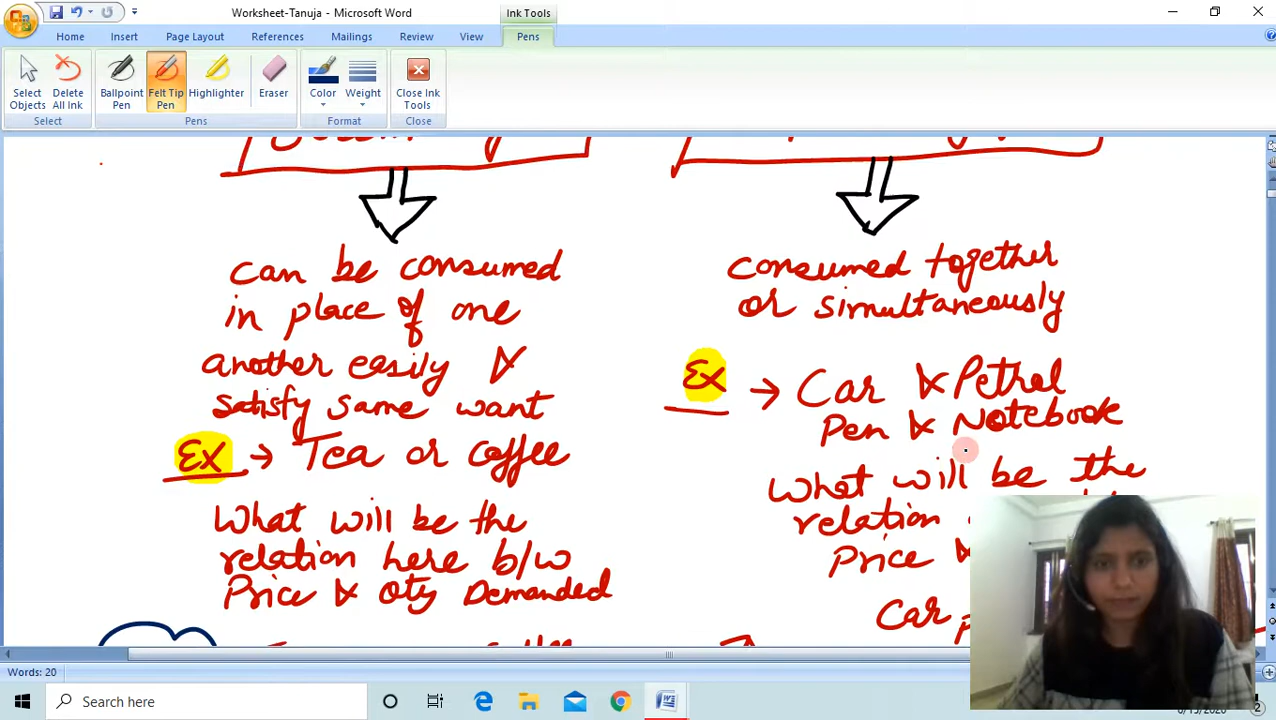 Worksheet-Tanuja - Microsoft Word
Ink Tools
Home Insert Page Layout References Mailings Review View Pens
Select Objects
Delete All Ink
Ballpoint Pen
Felt Tip Pen
Highlighter
Eraser
Color
Weight
Close Ink Tools
Select
Pens
Format
Close
can be consumed
in place of one
another easily &
satisfy same want
Ex → Tea or coffee
What will be the
relation here b/w
Price & Qty Demanded
consumed together
or simultaneously
Ex → Car & Petrol
Pen & Notebook
What will be the
relation
Price &
Car
Words: 20
Search here
2